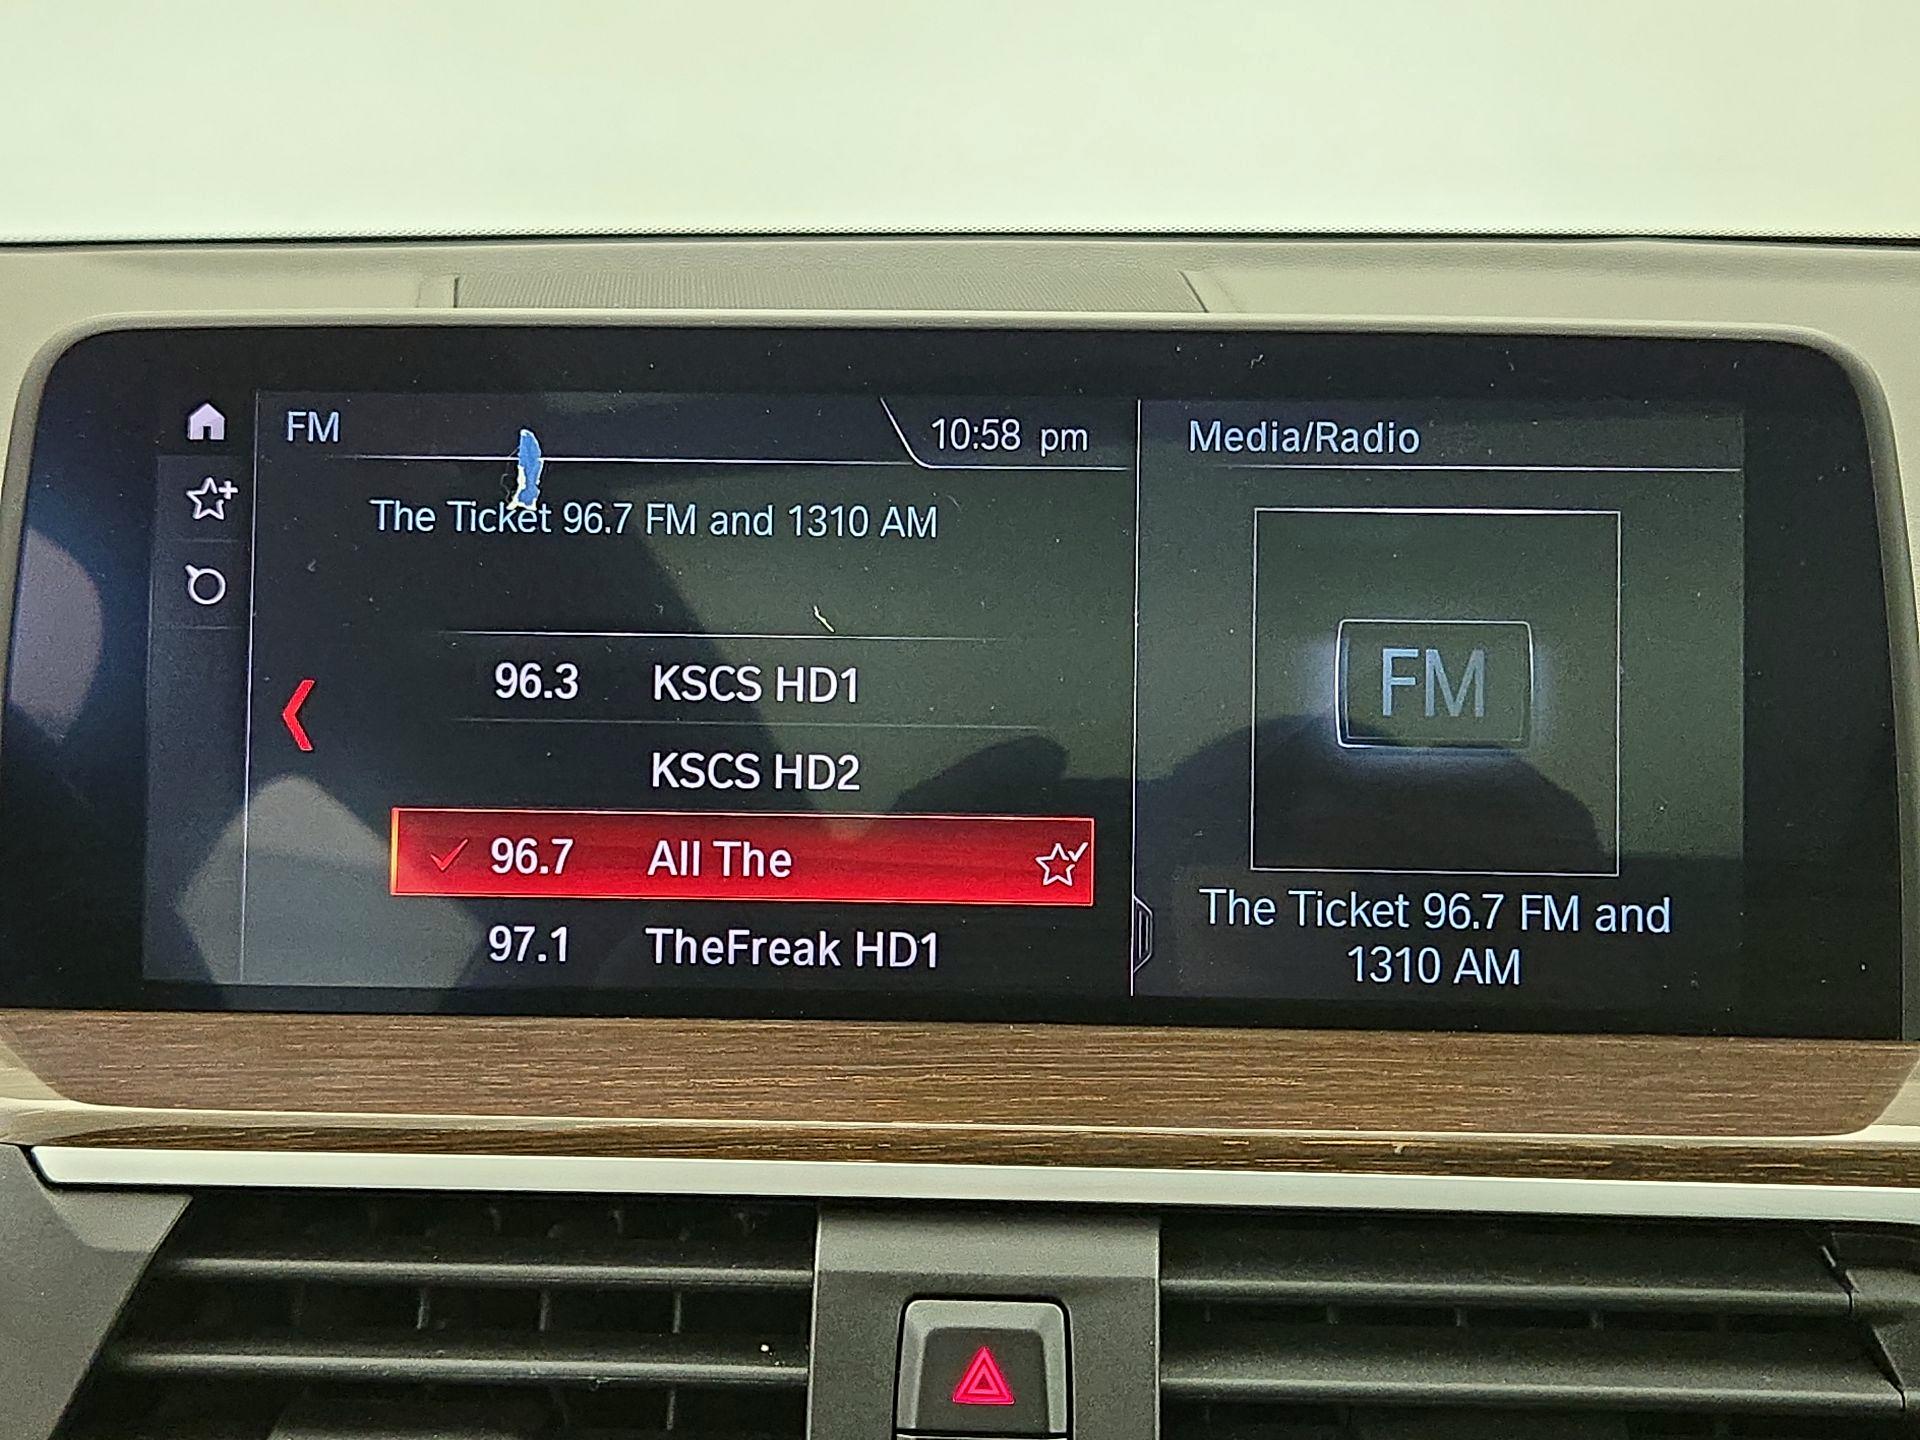 FM
10:58 pm
Media/Radio
The Ticket 96.7 FM and 1310 AM
96.3 KSCS HD1
KSCS HD2
96.7 All The
97.1 TheFreak HD1
FM
The Ticket 96.7 FM and
1310 AM